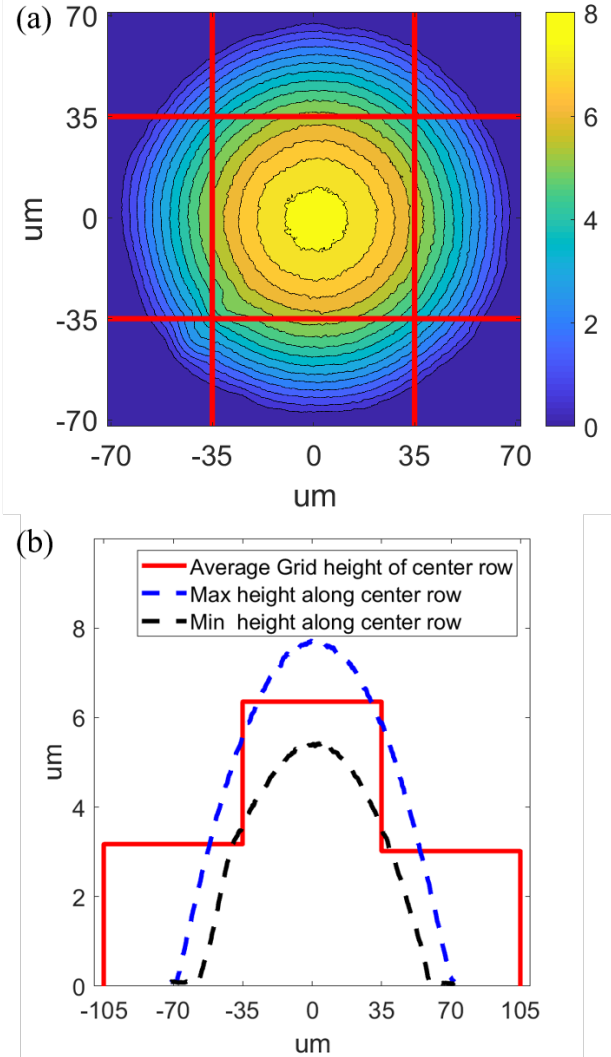 (a)
70
35
0
-35
-70
um
-70 -35 0 35 70
um
8
6
4
2
0
(b)
Average Grid height of center row
Max height along center row
Min  height along center row
8
6
4
2
0
um
-105 -70 -35 0 35 70 105
um